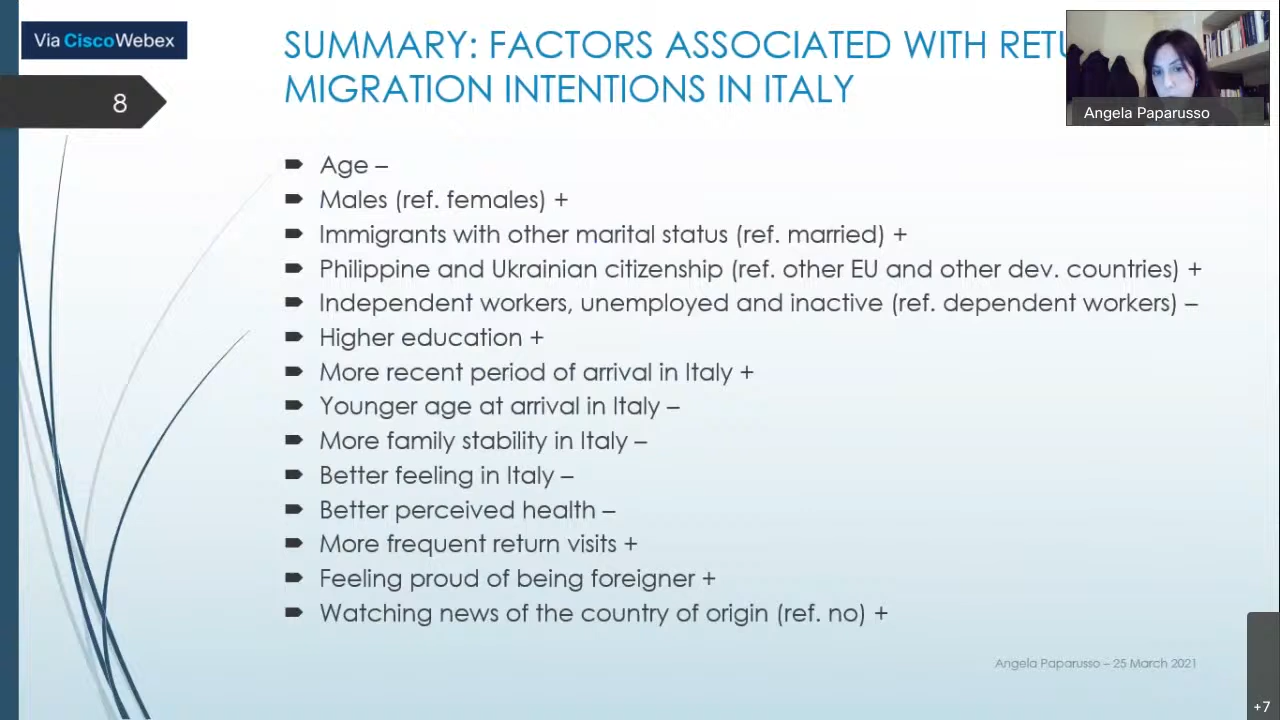 Via CiscoWebex
8
SUMMARY: FACTORS ASSOCIATED WITH
MIGRATION INTENTIONS IN ITALY
Angela Paparusso
Age –
Males (ref. females) +
Immigrants with other marital status (ref. married) +
Philippine and Ukrainian citizenship (ref. other EU and other dev. countries) +
Independent workers, unemployed and inactive (ref. dependent workers) –
Higher education +
More recent period of arrival in Italy +
Younger age at arrival in Italy –
More family stability in Italy –
Better feeling in Italy –
Better perceived health –
More frequent return visits +
Feeling proud of being foreigner +
Watching news of the country of origin (ref. no) +
Angela Paparusso – 25 March 2021
+7